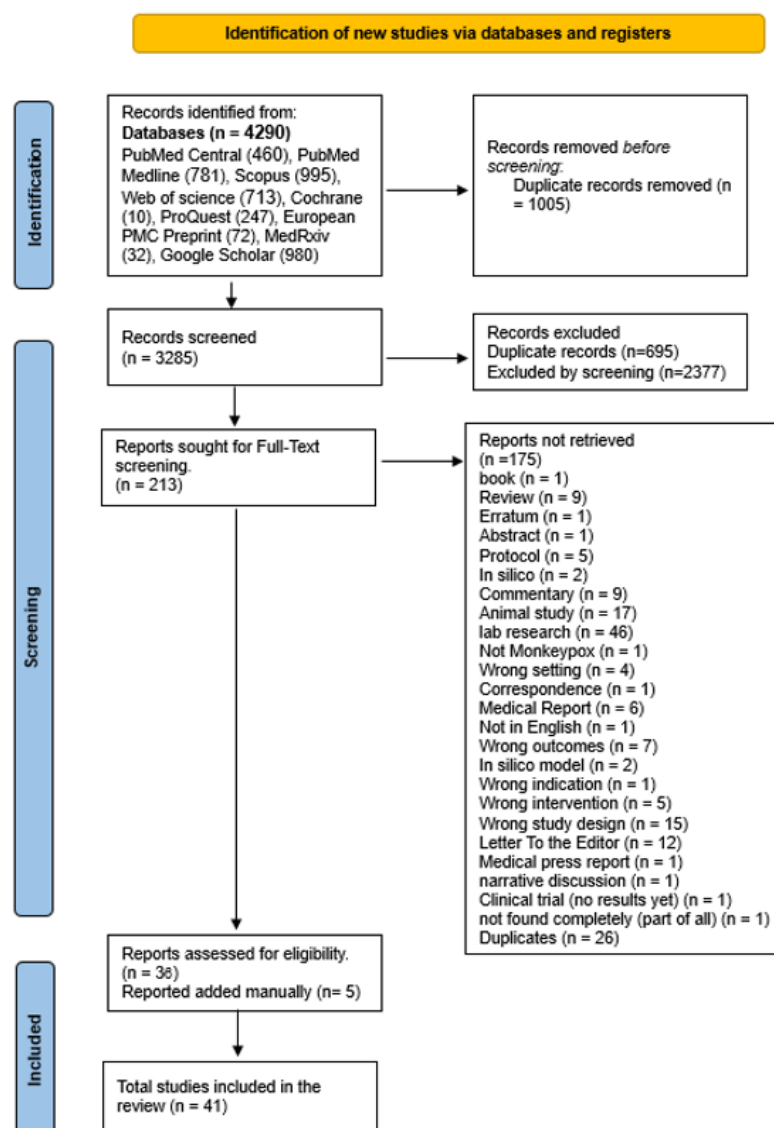 Identification of new studies via databases and registers
Identification
Records identified from:
Databases (n = 4290)
PubMed Central (460), PubMed
Medline (781), Scopus (995),
Web of science (713), Cochrane
(10), ProQuest (247), European
PMC Preprint (72), MedRxiv
(32), Google Scholar (980)
Records removed before
screening:
Duplicate records removed (n
= 1005)
Screening
Records screened
(n = 3285)
Records excluded
Duplicate records (n=695)
Excluded by screening (n=2377)
Reports sought for Full-Text
screening.
(n = 213)
Reports not retrieved
(n =175)
book (n = 1)
Review (n = 9)
Erratum (n = 1)
Abstract (n = 1)
Protocol (n = 5)
In silico (n = 2)
Commentary (n = 9)
Animal study (n = 17)
lab research (n = 46)
Not Monkeypox (n = 1)
Wrong setting (n = 4)
Correspondence (n = 1)
Medical Report (n = 6)
Not in English (n = 1)
Wrong outcomes (n = 7)
In silico model (n = 2)
Wrong indication (n = 1)
Wrong intervention (n = 5)
Wrong study design (n = 15)
Letter To the Editor (n = 12)
Medical press report (n = 1)
narrative discussion (n = 1)
Clinical trial (no results yet) (n = 1)
not found completely (part of all) (n = 1)
Duplicates (n = 26)
Reports assessed for eligibility.
(n = 36)
Reported added manually (n= 5)
Included
Total studies included in the
review (n = 41)